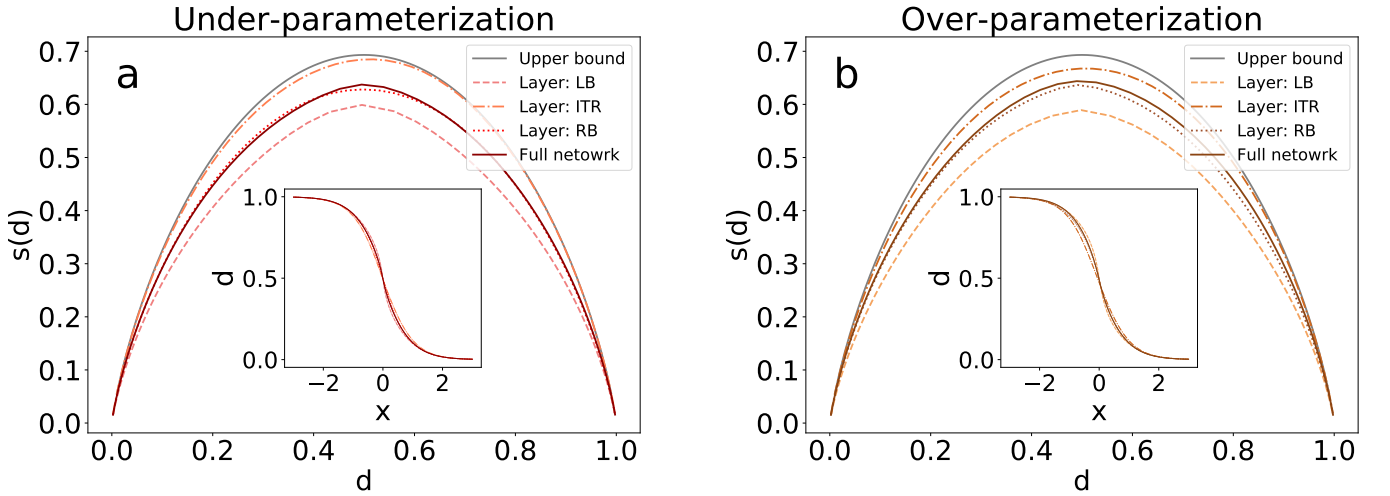 Under-parameterization
a
Upper bound
Layer: LB
Layer: ITR
Layer: RB
Full netowrk
s(d)
0.7
0.6
0.5
0.4
0.3
0.2
0.1
0.0
0.0 0.2 0.4 0.6 0.8 1.0
d
d
1.0
0.5
0.0
−2 0 2
x
Over-parameterization
b
Upper bound
Layer: LB
Layer: ITR
Layer: RB
Full netowrk
s(d)
0.7
0.6
0.5
0.4
0.3
0.2
0.1
0.0
0.0 0.2 0.4 0.6 0.8 1.0
d
d
1.0
0.5
0.0
−2 0 2
x